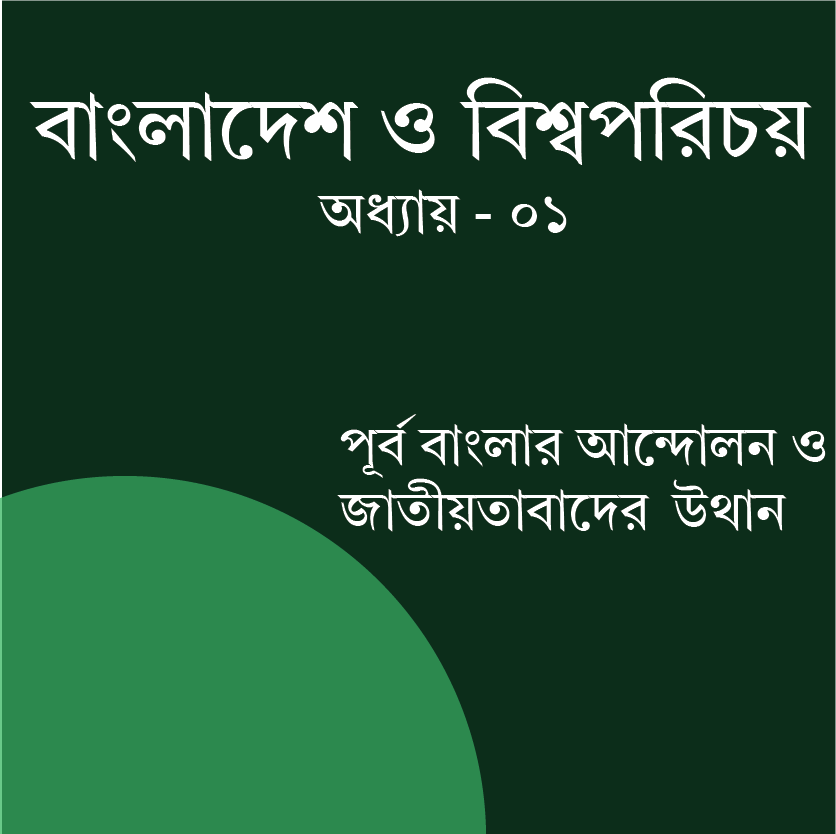 বাংলাদেশ ও বিশ্বপরিচয়
অধ্যায় - ০১
পূর্ব বাংলার আন্দোলন ও
জাতীয়তাবাদের উথান